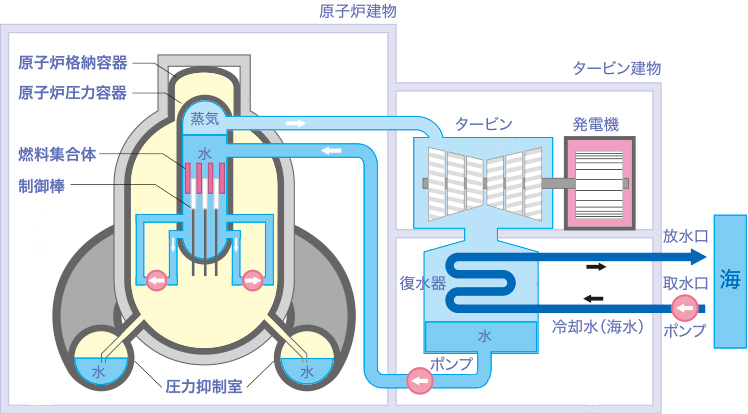 原子炉建物
原子炉格納容器
タービン建物
原子炉圧力容器
蒸気
タービン
発電機
水
燃料集合体
制御棒
放水口
海
復水器
取水口
冷却水(海水)
ポンプ
水
ポンプ
水
水
圧力抑制室